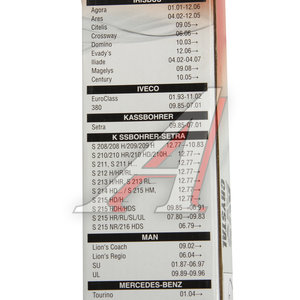 IRISBUS
Agora 01.01-12.05
Ares 04.02-12.05
Citelis 09.05→
Crossway 06.06→
Domino 10.03→
Evadys 10.05→
Iliade 04.02-04.07
Magelys 09.08→
Century 10.05→
IVECO
EuroClass 01.93-11.02
380 09.85-07.01
KASSBOHRER
Setra 09.85-07.01
K SSBOHRER-SETRA
S 208/208 H/209/209 H 12.77→10.83
S 210/210 HR/210 HD/210H... 12.77→
S 211, S 211 H... 12.77→
S 212 H/HR 12.77→
S 213 H/HR, S 213 RL... 12.77→
S 214 HD, S 214 / HS/HM, 12.77→
S 215 HD/H... 12.77→
S 215 HDH/HDS 09.85→06.91
S 215 HR/RL/SL/UL 07.80→09.83
S 215 NR/216 HDS 06.79→
MAN
Lion's Coach 09.02→
Lion's Regio 06.04→
SU 01.87-06.97
UL 09.89-09.96
MERCEDES-BENZ
Tourino 01.04→